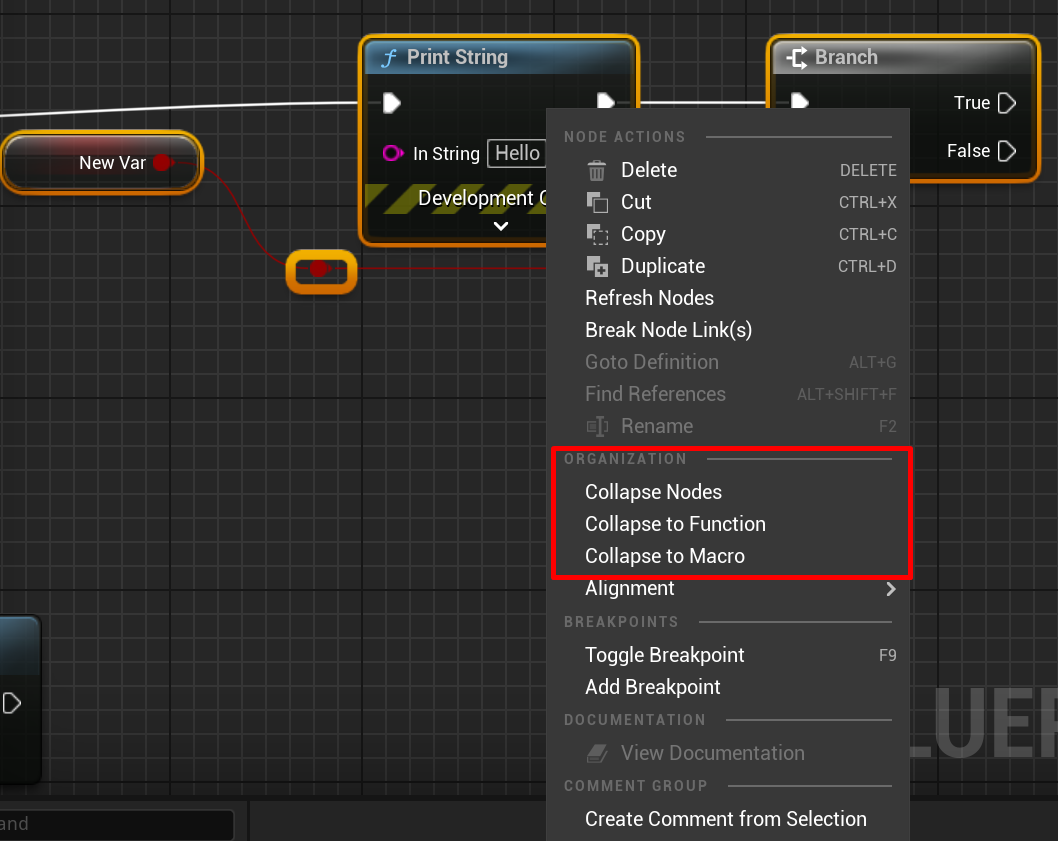 Print String
Branch
True
New Var
In String Hello
False
Development
NODE ACTIONS
Delete DELETE
Cut CTRL+X
Copy CTRL+C
Duplicate CTRL+D
Refresh Nodes
Break Node Link(s)
Goto Definition ALT+G
Find References ALT+SHIFT+F
Rename F2
ORGANIZATION
Collapse Nodes
Collapse to Function
Collapse to Macro
Alignment
BREAKPOINTS
Toggle Breakpoint F9
Add Breakpoint
DOCUMENTATION
View Documentation
COMMENT GROUP
Create Comment from Selection